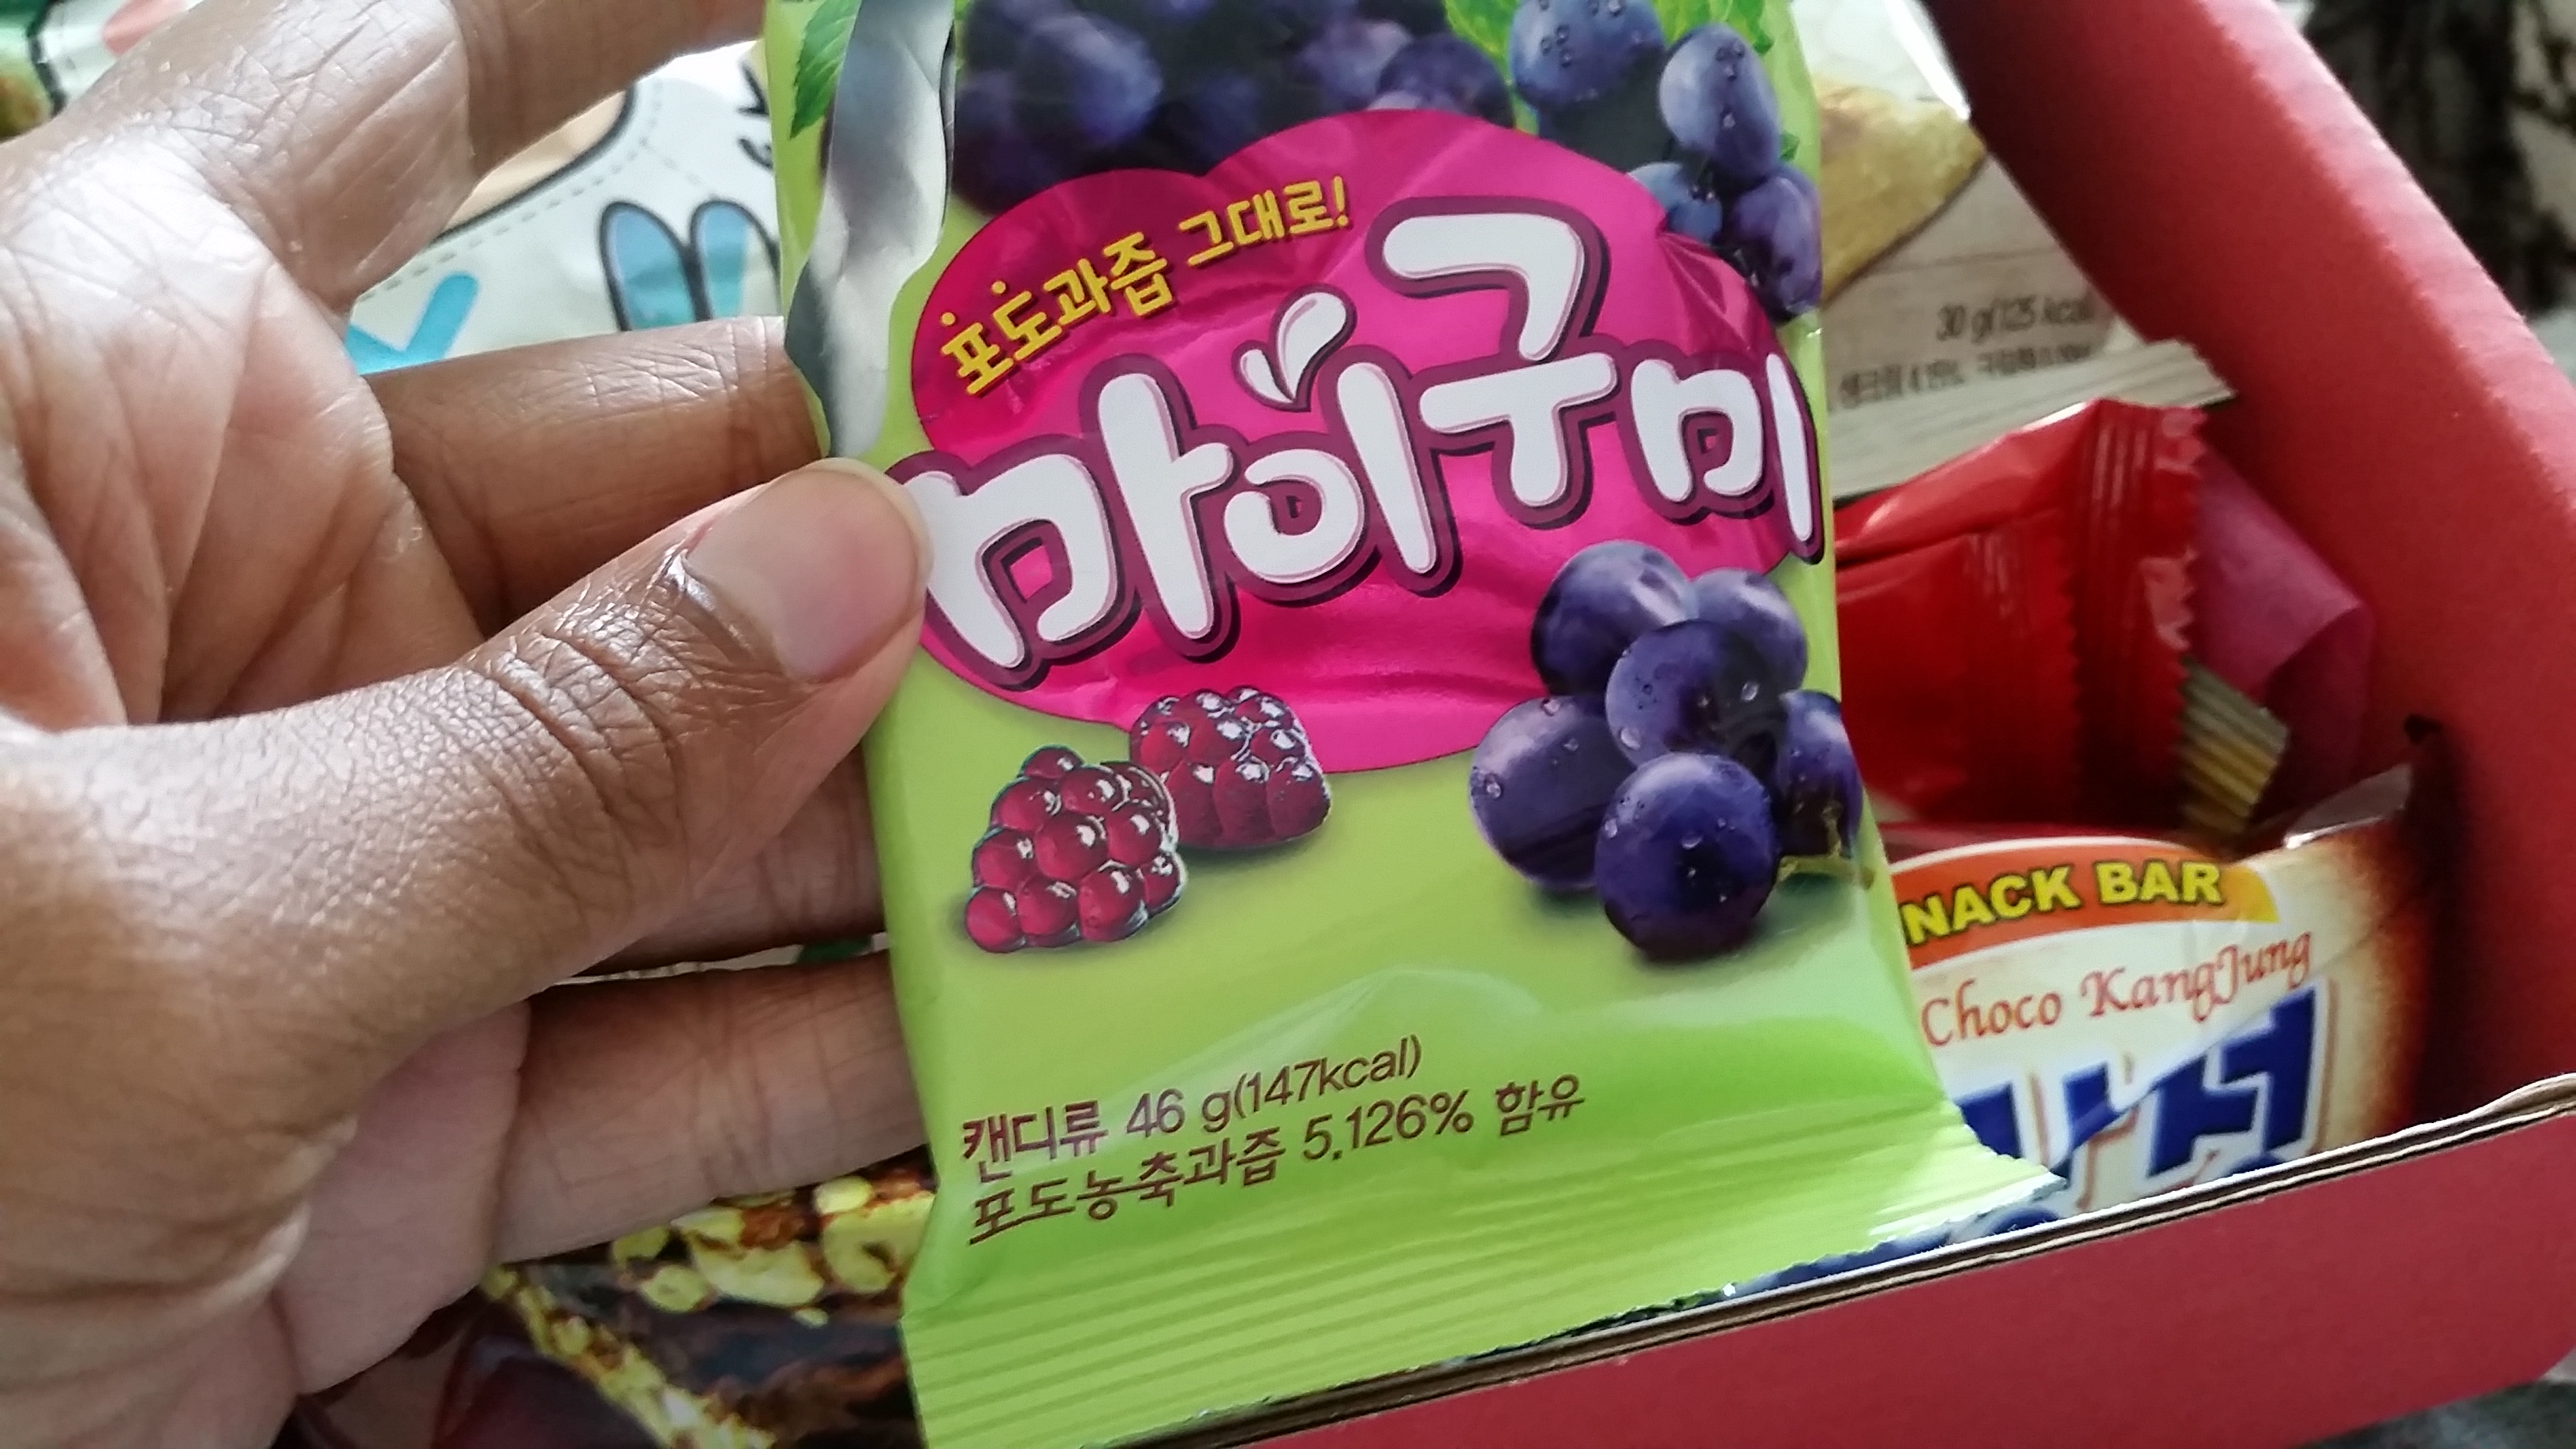 포도과즙 그대로!
마이구미
캔디류 46 g(147kcal)
포도농축과즙 5.126% 함유
30 g(125 kcal)
NACK BAR
Choco KangJung